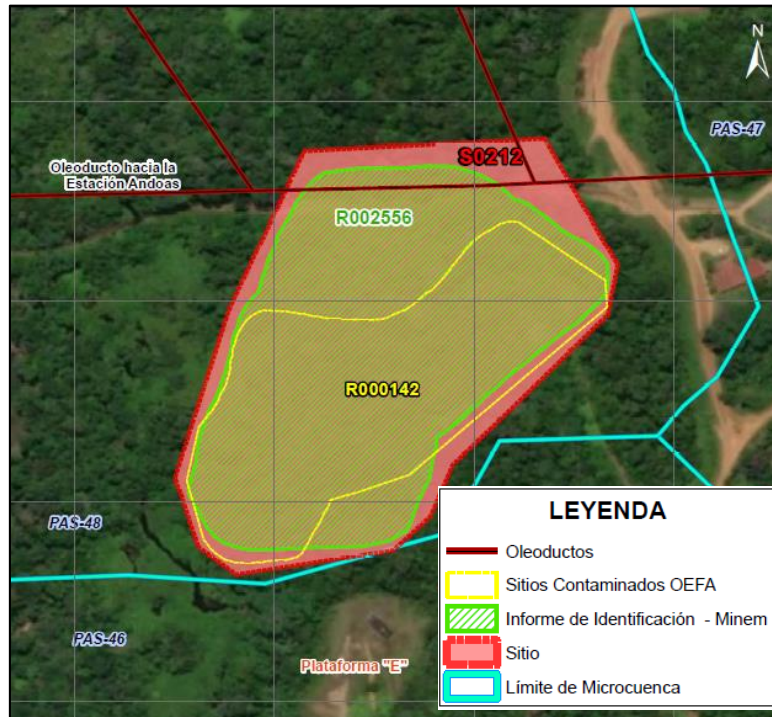 N
PAS-47
S0212
Oleoducto hacia la
Estación Andoas
R002556
R000142
PAS-48
PAS-46
Plataforma "E"
LEYENDA
Oleoductos
Sitios Contaminados OEFA
Informe de Identificación - Minem
Sitio
Límite de Microcuenca